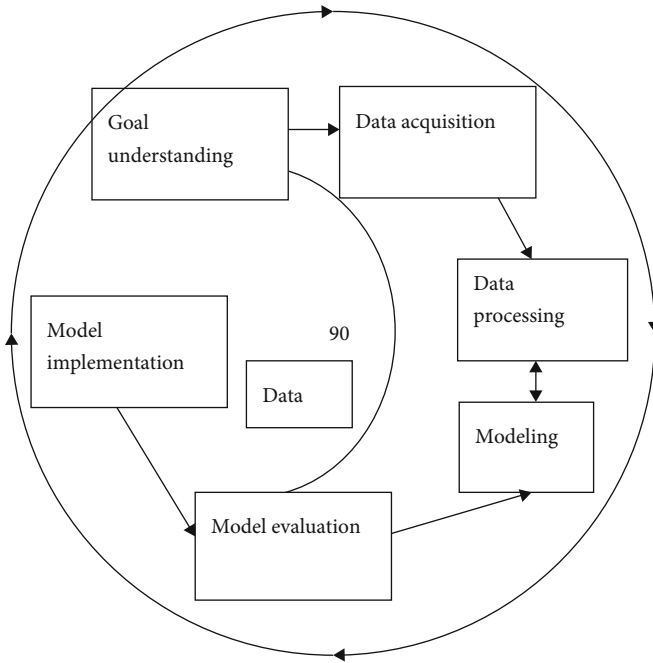 Goal
understanding
Data acquisition
Data
processing
Model
implementation
90
Data
Modeling
Model evaluation